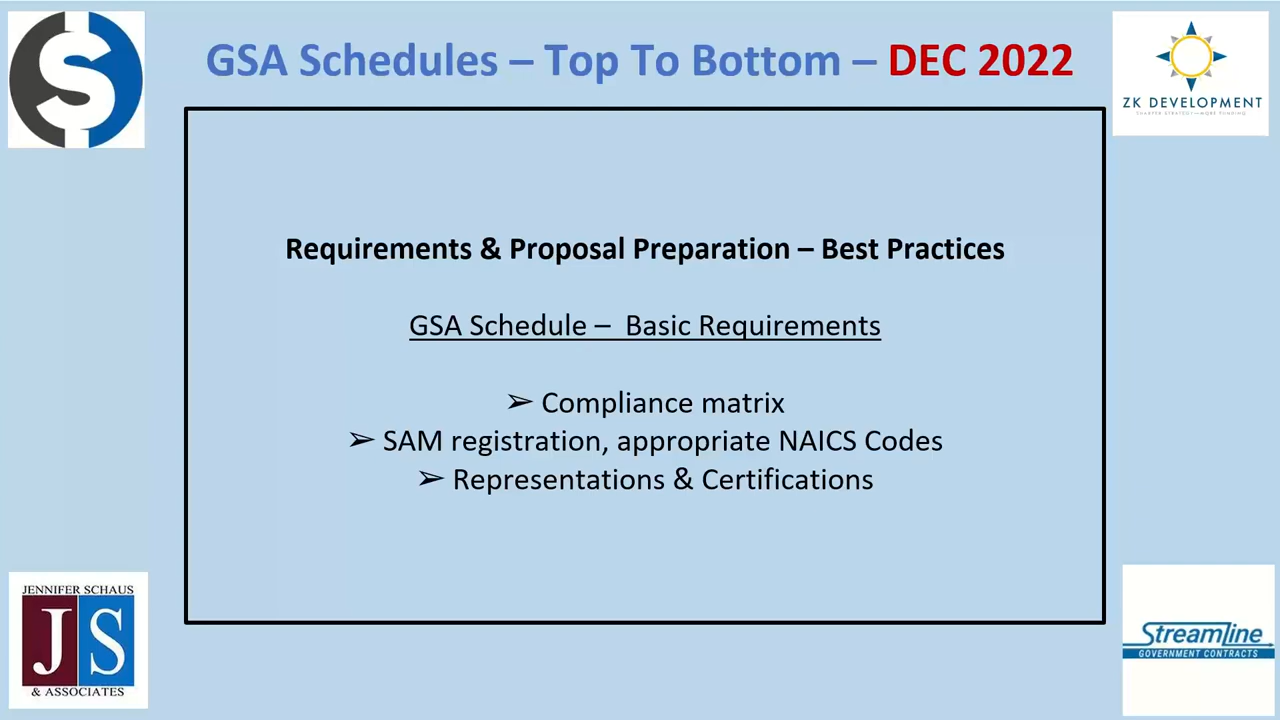 GSA Schedules – Top To Bottom – DEC 2022
ZK DEVELOPMENT
Requirements & Proposal Preparation – Best Practices
GSA Schedule –  Basic Requirements
➢ Compliance matrix
➢ SAM registration, appropriate NAICS Codes
➢ Representations & Certifications
JENNIFER SCHAUS
JS
& ASSOCIATES
Streamline
GOVERNMENT CONTRACTS